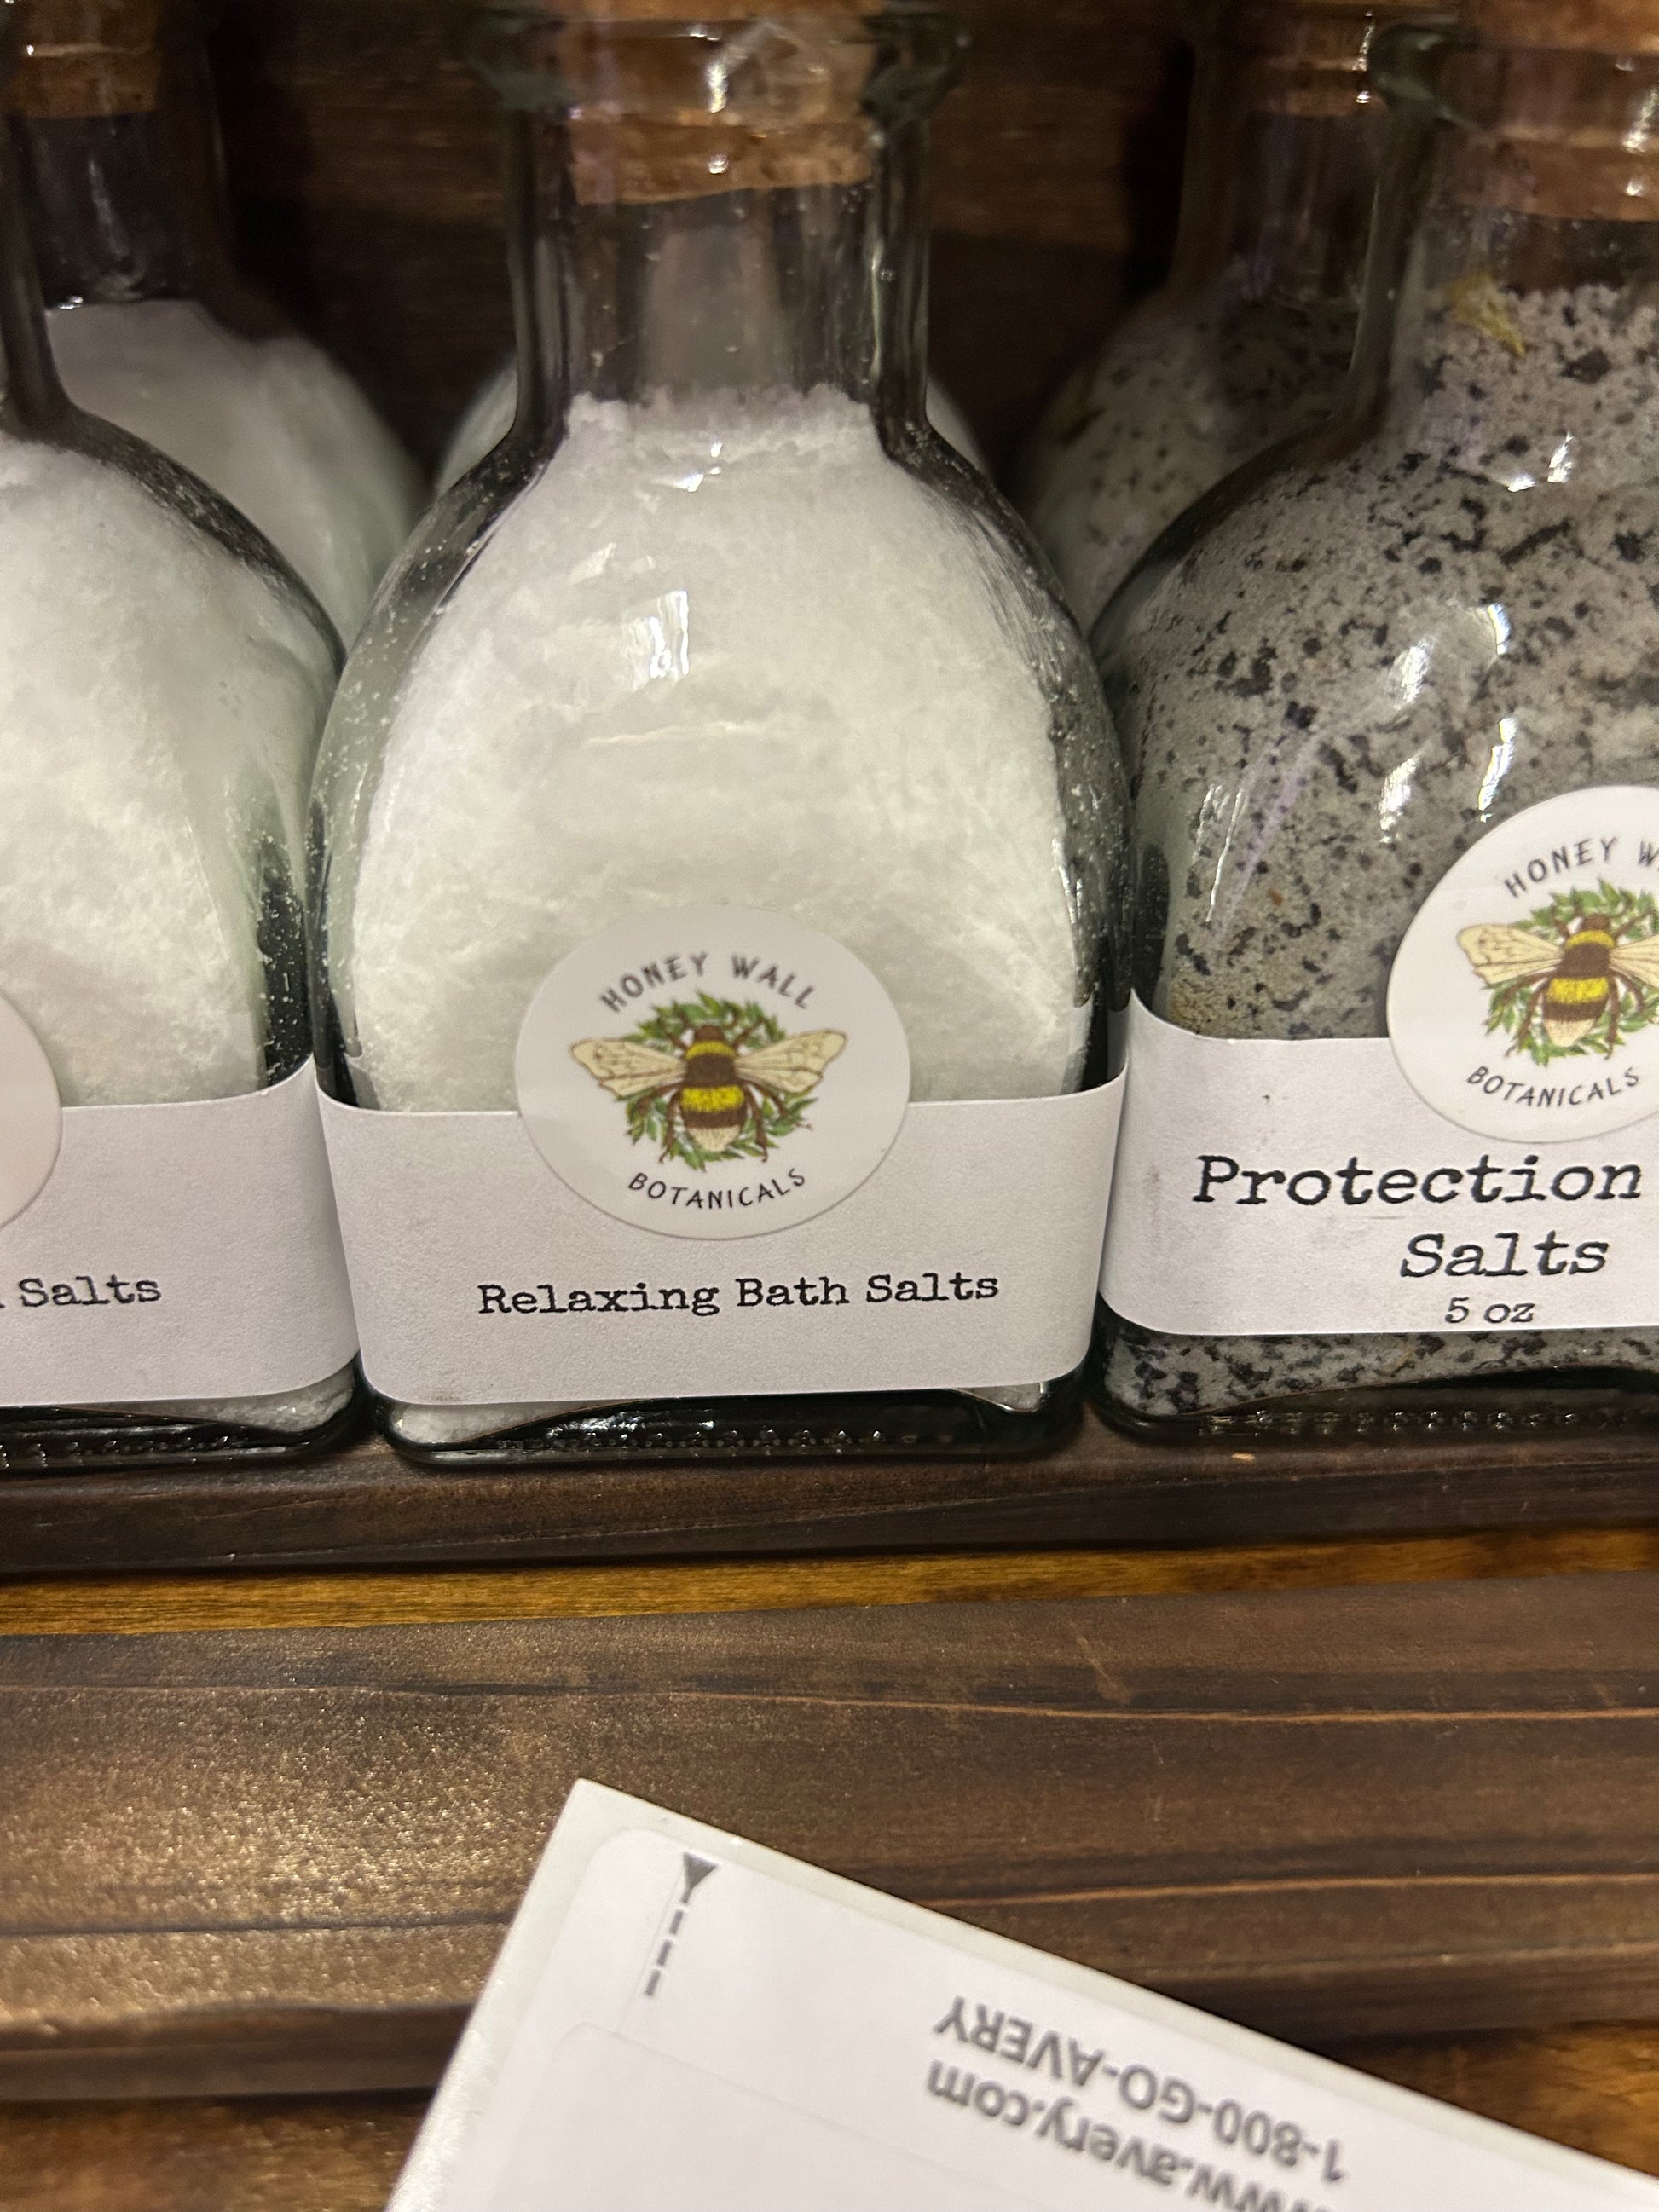 HONEY WALL
BOTANICALS
Salts
Relaxing Bath Salts
HONEY
BOTANICALS
Protection
Salts
5 oz
www.avery.com
1-800-GO-AVERY